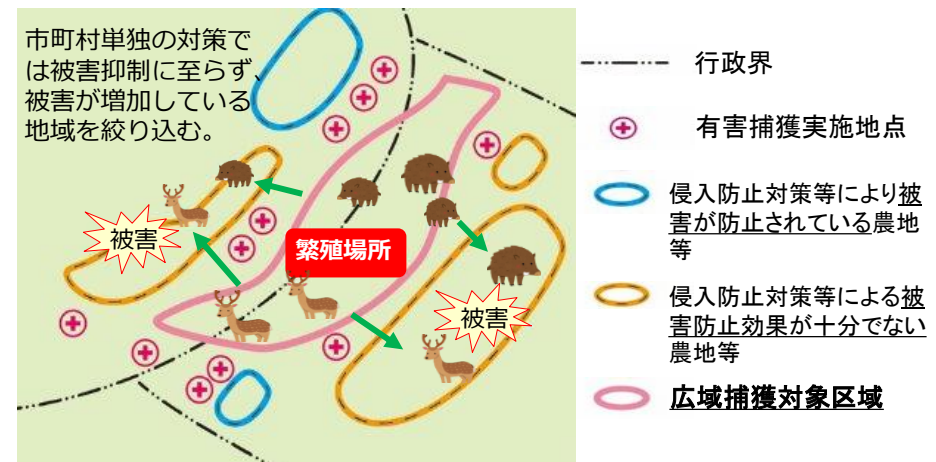 市町村単独の対策で
は被害抑制に至らず、
被害が増加している
地域を絞り込む。
被害
繁殖場所
被害
行政界
有害捕獲実施地点
侵入防止対策等により被
害が防止されている農地
等
侵入防止対策等による被
害防止効果が十分でない
農地等
広域捕獲対象区域